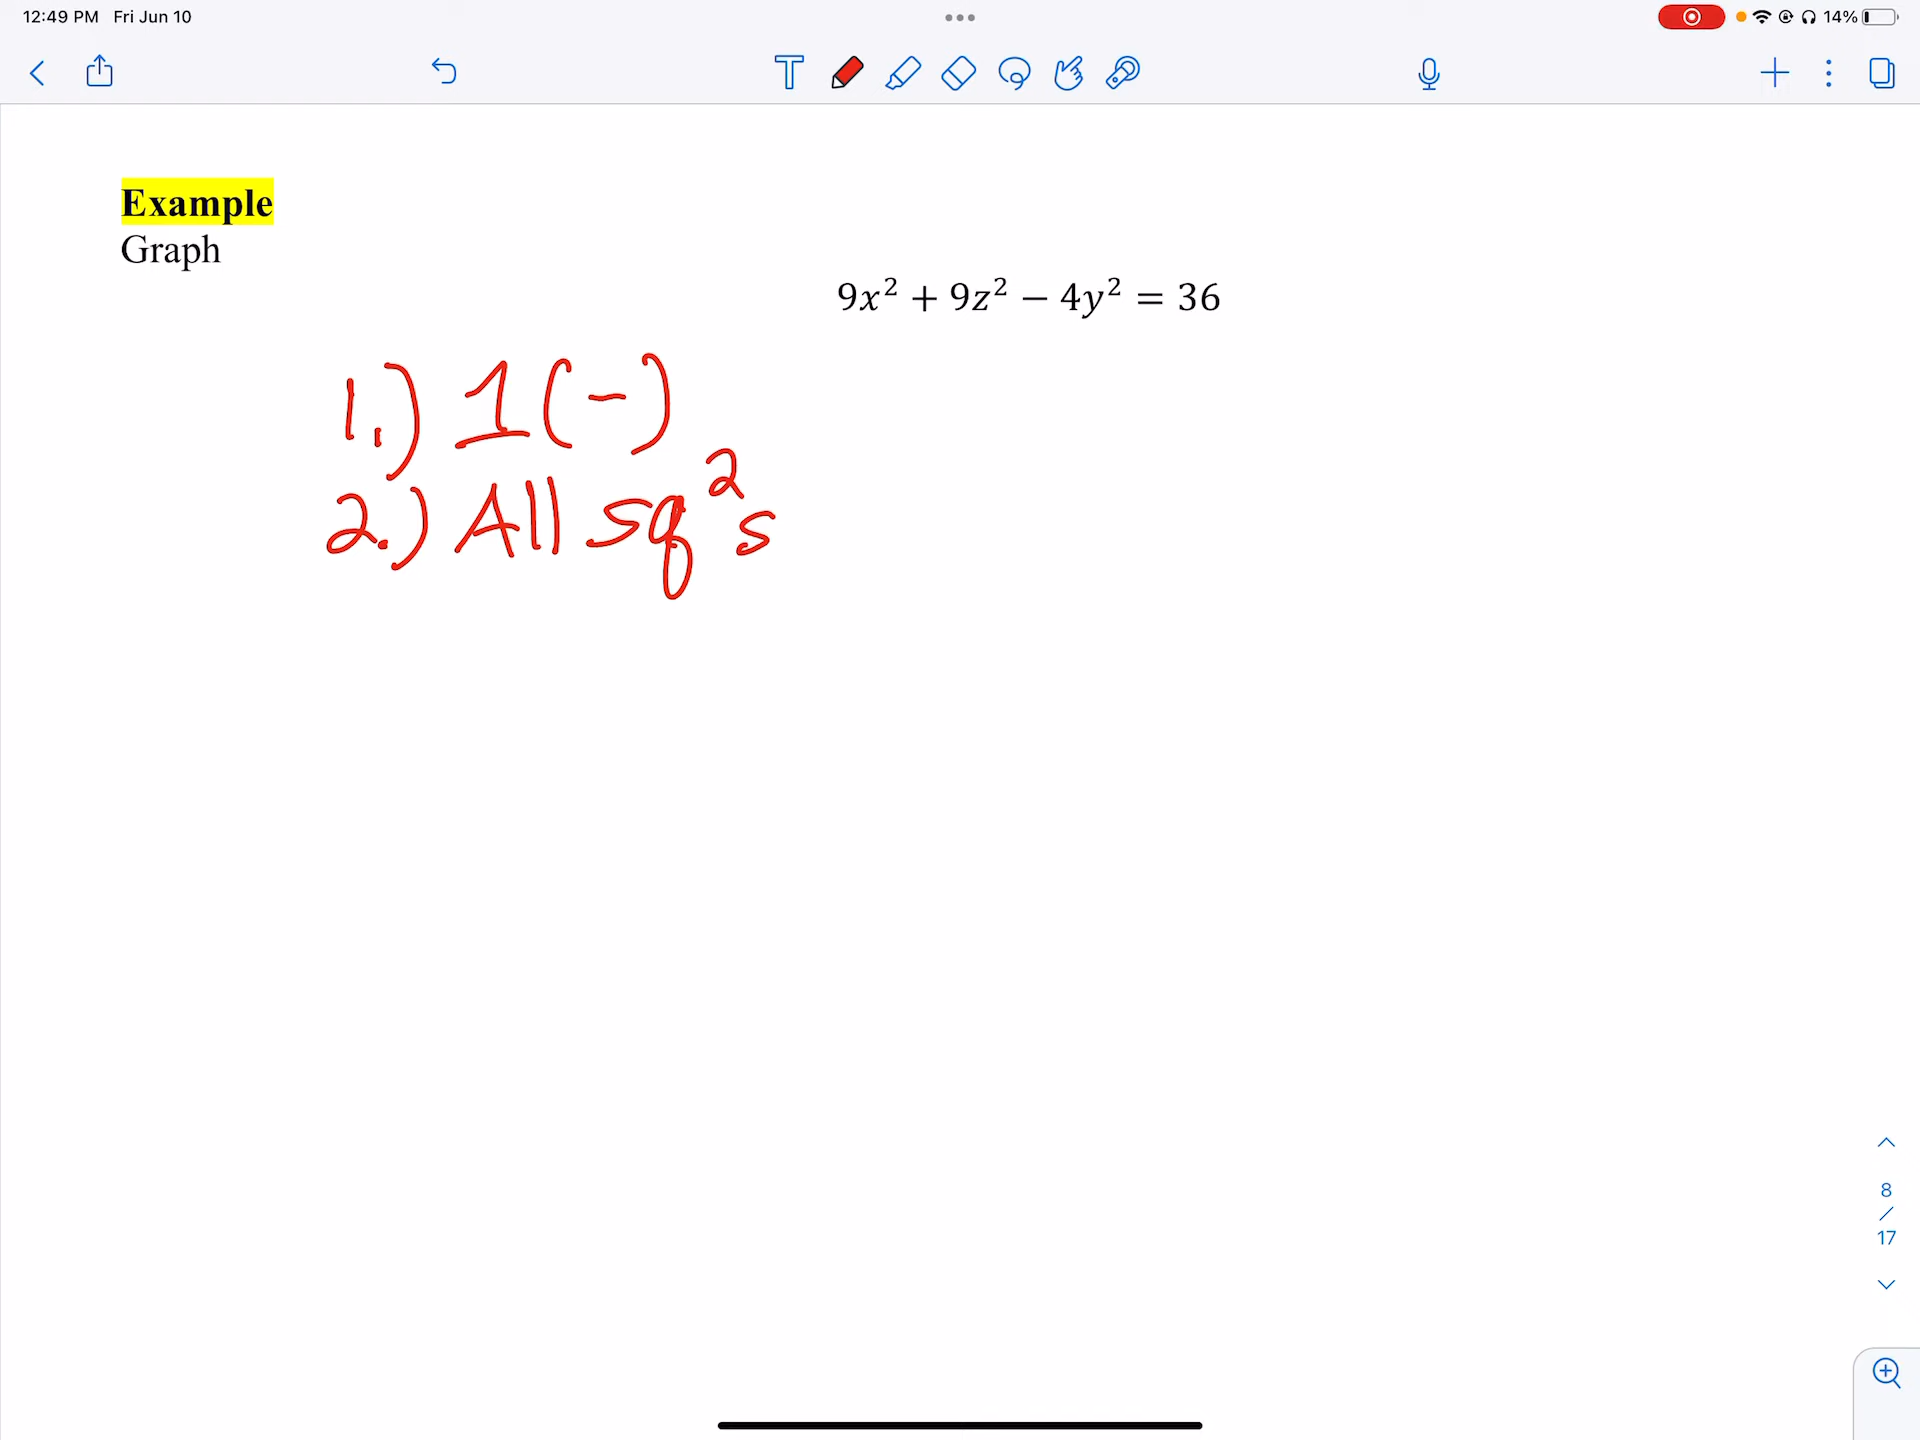 12:49 PM Fri Jun 10
14%
Example
Graph
9x² + 9z² − 4y² = 36
1.) 1 (-)
2.) All sq²s
8
/
17